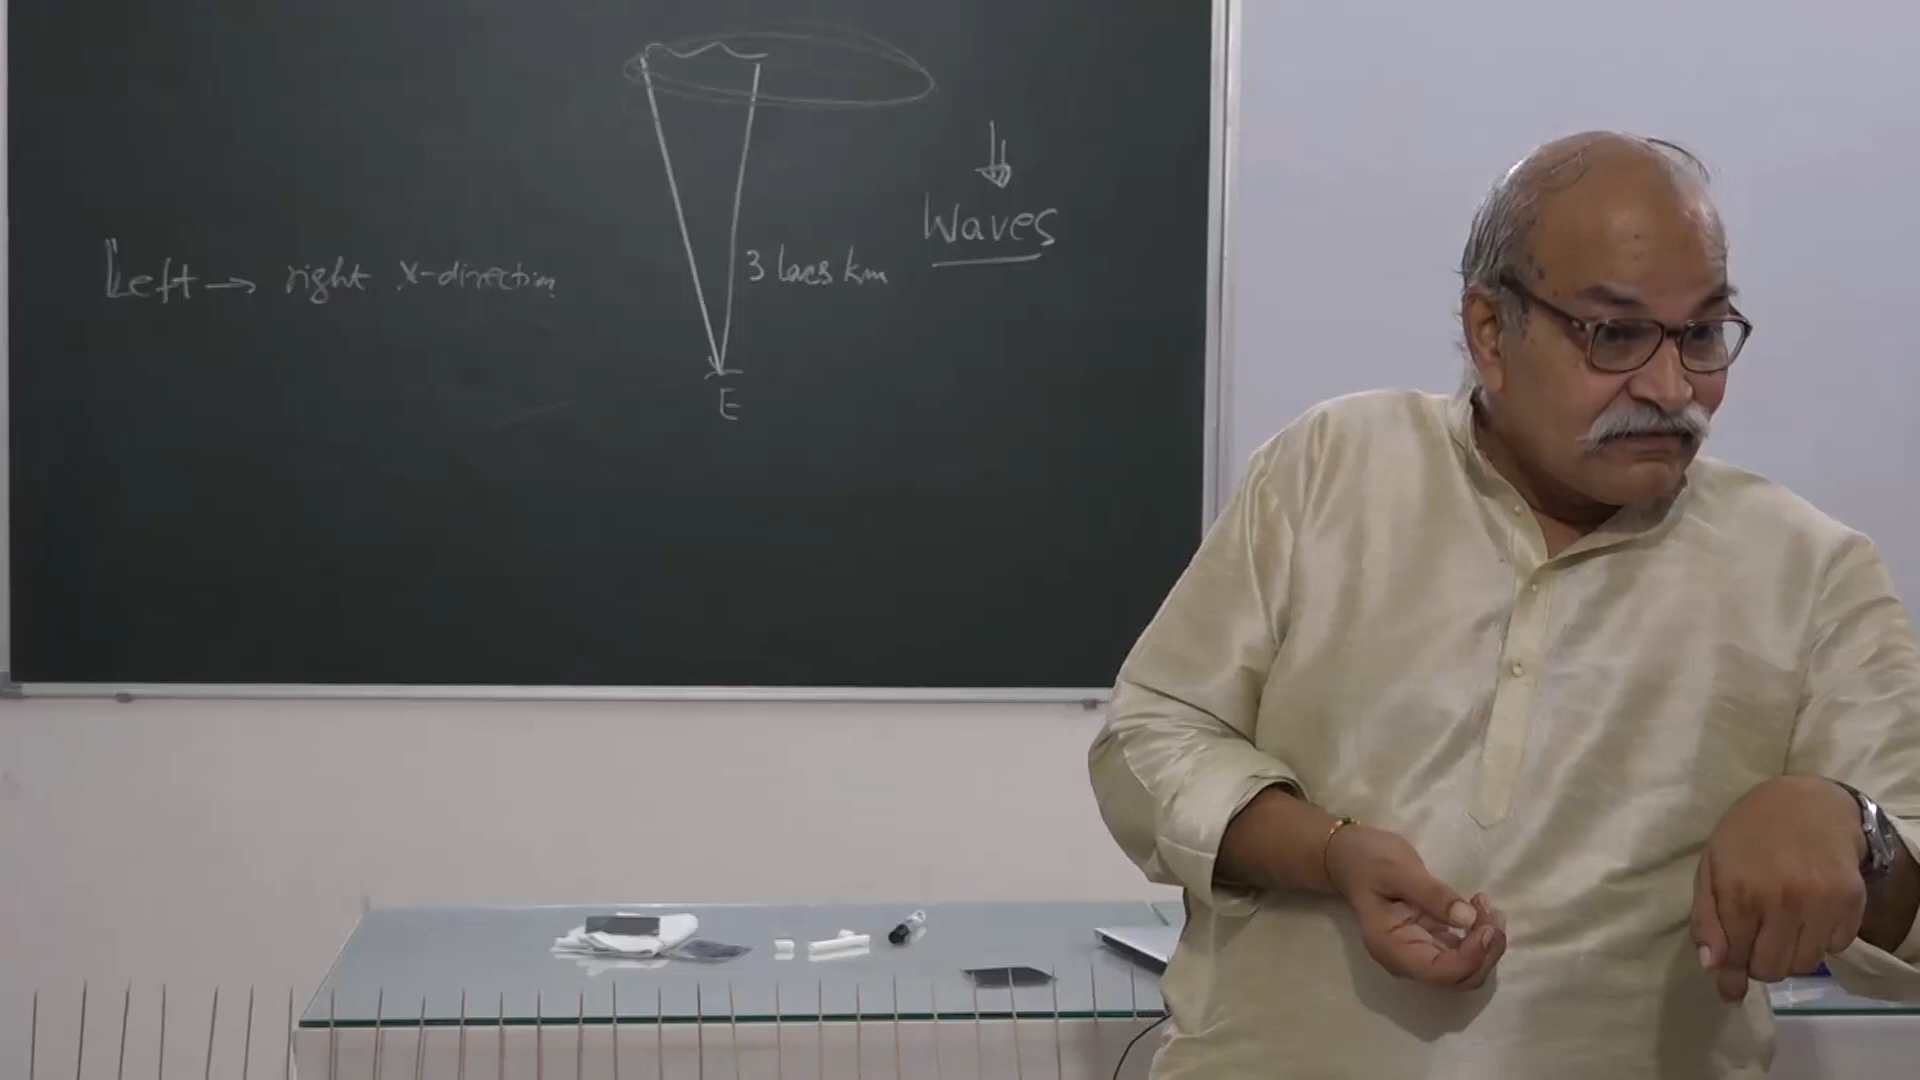 Left → right x-direction
3 lacs km
E
Waves